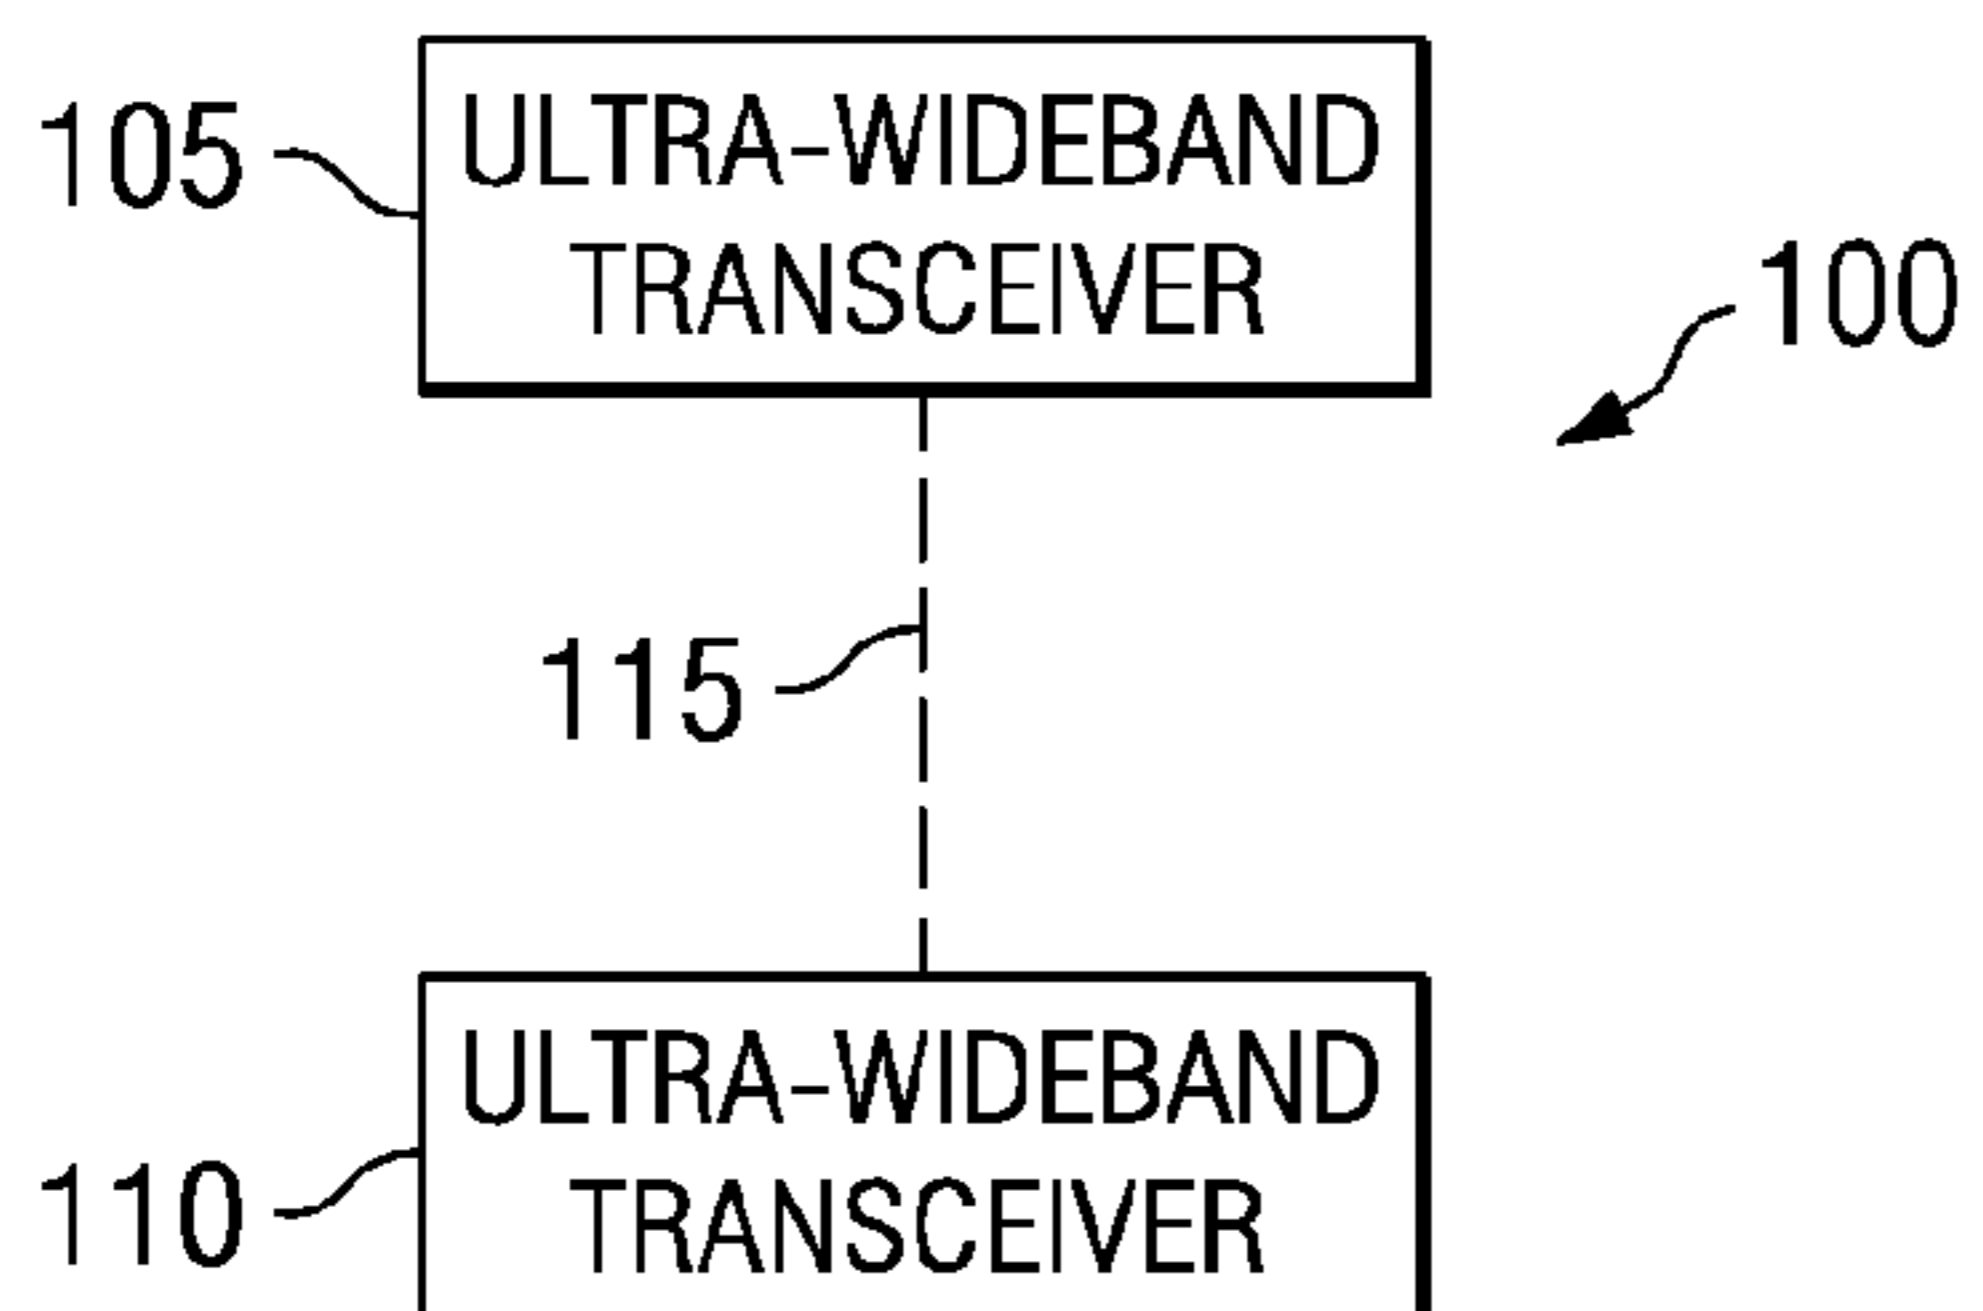 105
ULTRA-WIDEBAND
TRANSCEIVER
100
115
110
ULTRA-WIDEBAND
TRANSCEIVER